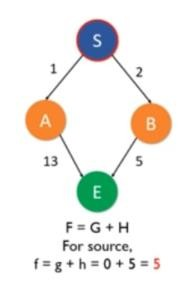 S
1
2
A
B
13
5
E
F = G + H
For source,
f = g + h = 0 + 5 = 5